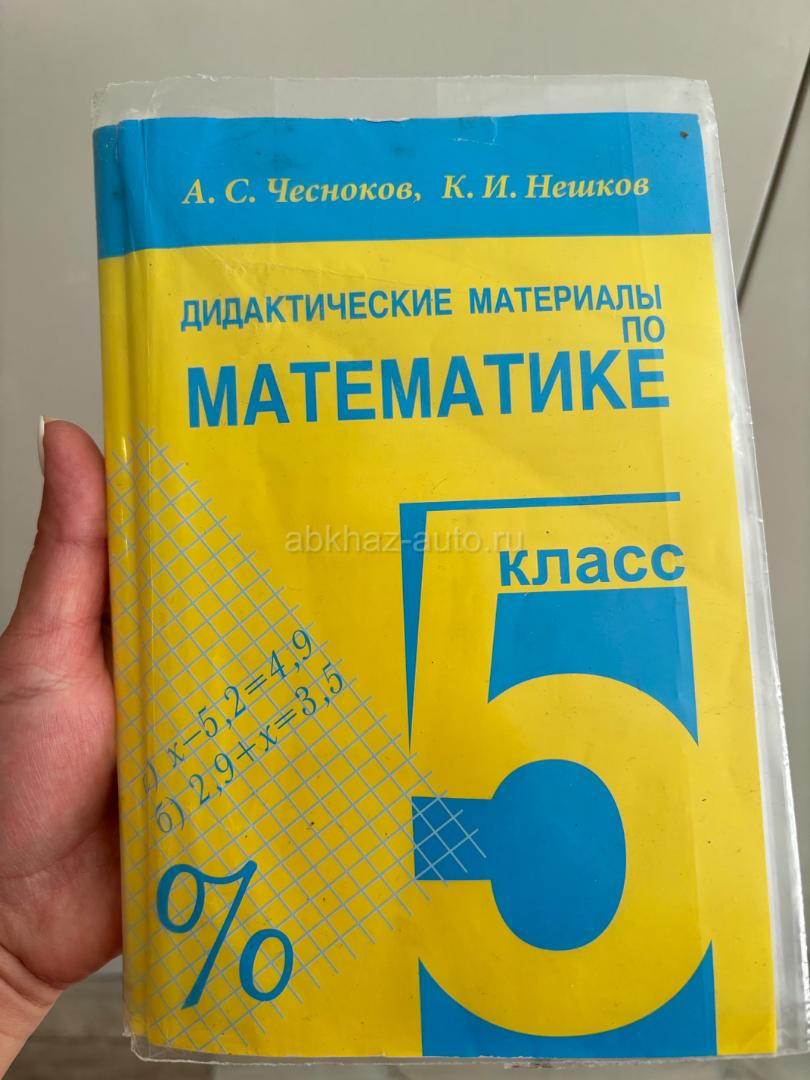 А. С. Чесноков, К. И. Нешков
ДИДАКТИЧЕСКИЕ МАТЕРИАЛЫ
ПО
МАТЕМАТИКЕ
abkhaz-auto.ru
класс
5
а) x−5,2=4,9
б) 2,9+x=3,5
%